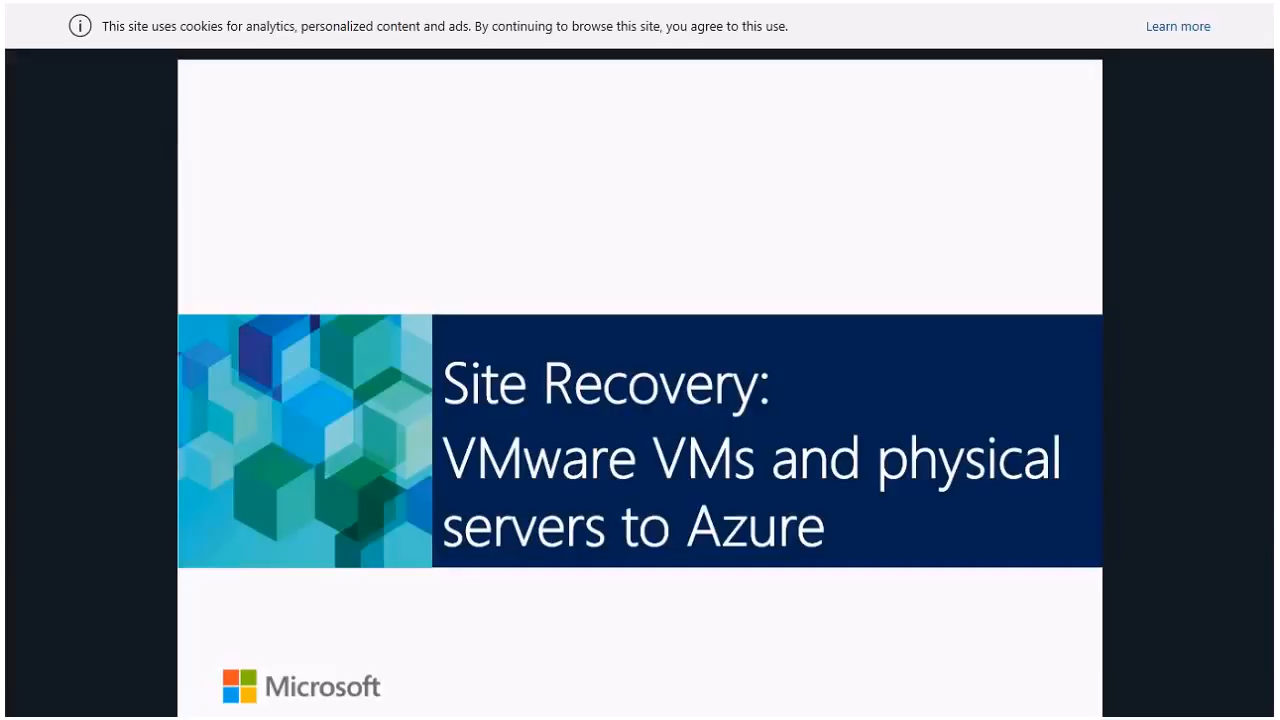 This site uses cookies for analytics, personalized content and ads. By continuing to browse this site, you agree to this use.
Learn more
Site Recovery:
VMware VMs and physical
servers to Azure
Microsoft